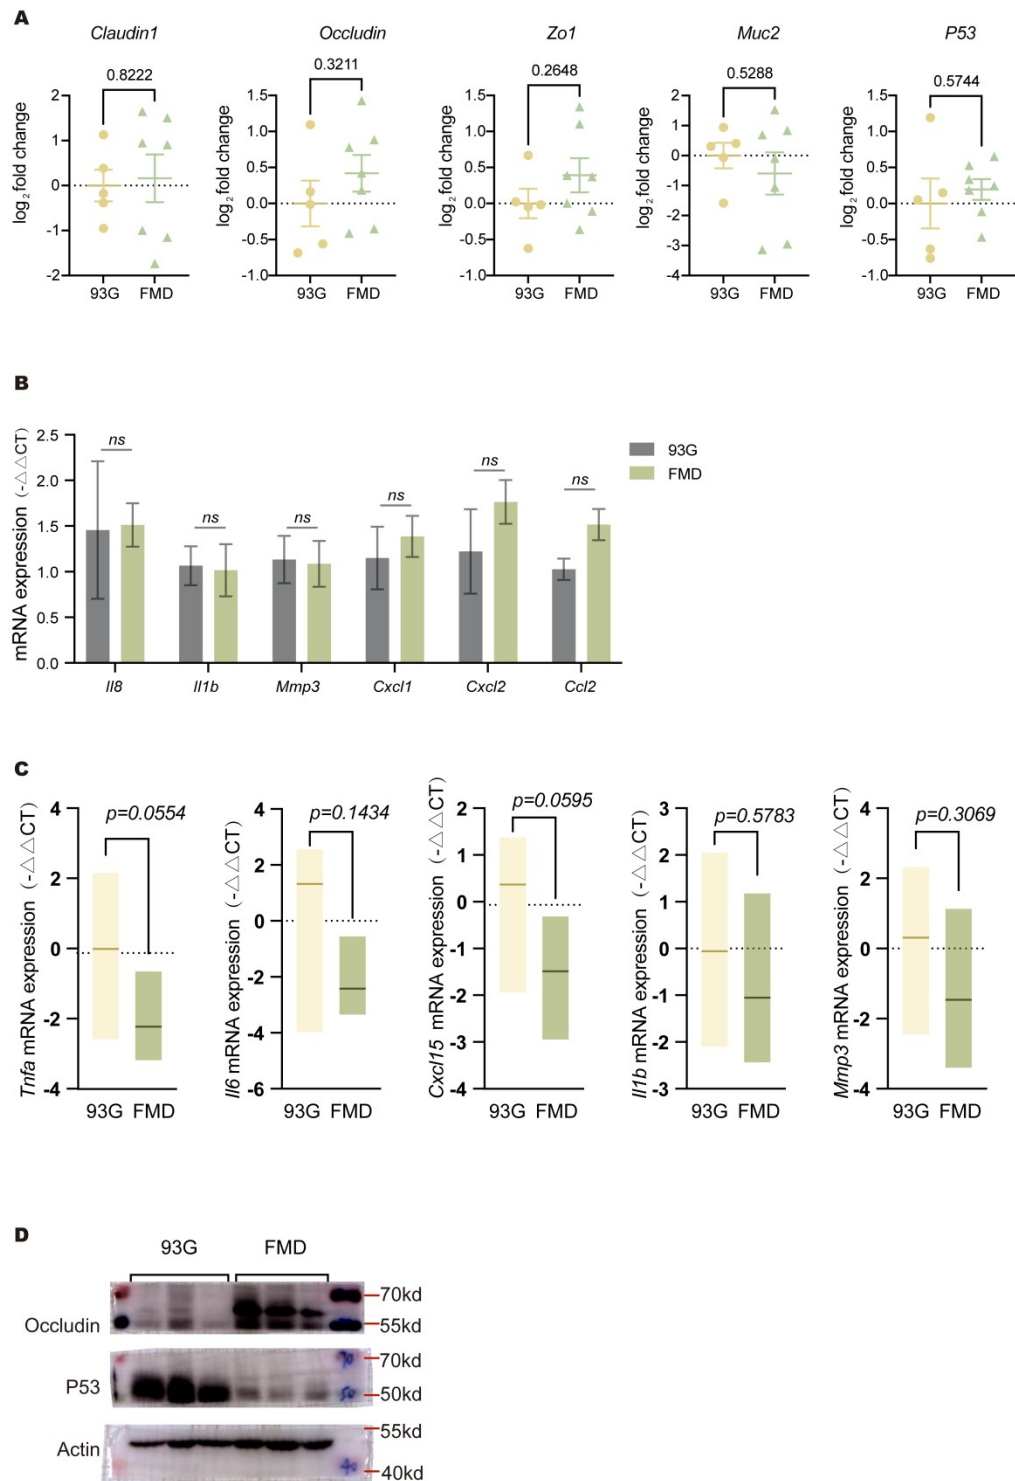 A
Claudin1
Occludin
Zo1
Muc2
P53
0.8222
0.3211
0.2648
0.5288
0.5744
log2 fold change
2
1
0
-1
-2
93G FMD
log2 fold change
1.5
1.0
0.5
0.0
-0.5
-1.0
93G FMD
log2 fold change
1.5
1.0
0.5
0.0
-0.5
-1.0
93G FMD
log2 fold change
2
1
0
-1
-2
-3
-4
93G FMD
log2 fold change
1.5
1.0
0.5
0.0
-0.5
-1.0
93G FMD
B
mRNA expression (-△△CT)
2.5
2.0
1.5
1.0
0.5
0.0
ns
ns
ns
ns
ns
ns
93G
FMD
Il8
Il1b
Mmp3
Cxcl1
Cxcl2
Ccl2
C
Tnfa mRNA expression (-△△CT)
4
2
0
-2
-4
p=0.0554
93G FMD
Il6 mRNA expression (-△△CT)
4
2
0
-2
-4
-6
p=0.1434
93G FMD
Cxcl15 mRNA expression (-△△CT)
2
1
0
-1
-2
-3
-4
p=0.0595
93G FMD
Il1b mRNA expression (-△△CT)
3
2
1
0
-1
-2
-3
p=0.5783
93G FMD
Mmp3 mRNA expression (-△△CT)
4
2
0
-2
-4
p=0.3069
93G FMD
D
93G
FMD
Occludin
70kd
55kd
P53
70kd
50kd
Actin
55kd
40kd